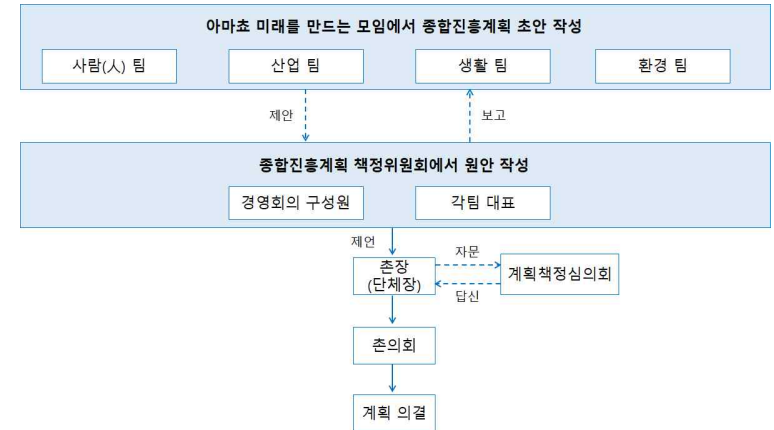 아마쵸 미래를 만드는 모임에서 종합진흥계획 초안 작성
사람(人) 팀
산업 팀
생활 팀
환경 팀
제안
보고
종합진흥계획 책정위원회에서 원안 작성
경영회의 구성원
각팀 대표
제언
촌장
(단체장)
자문
답신
계획책정심의회
촌의회
계획 의결